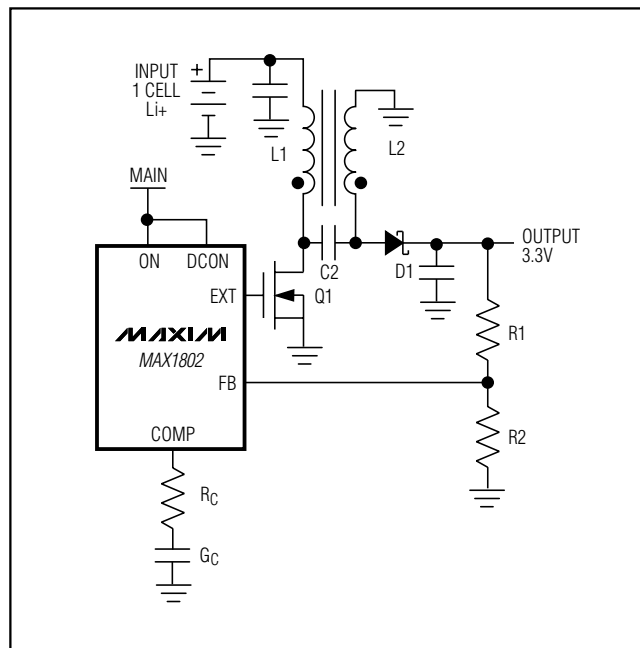 INPUT
1 CELL
Li+
+
L1
L2
MAIN
ON
DCON
C2
D1
OUTPUT
3.3V
EXT
Q1
MAXIM
MAX1802
R1
FB
COMP
R2
RC
GC